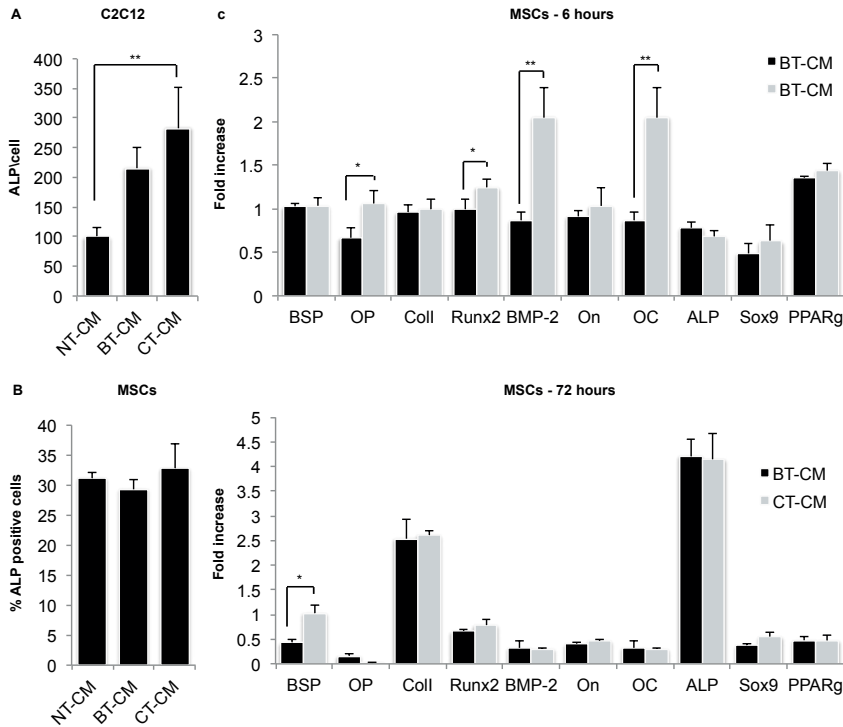 A
C2C12
ALP\cell
400
350
300
250
200
150
100
50
0
**
NT-CM
BT-CM
CT-CM
c
MSCs - 6 hours
Fold increase
3
2.5
2
1.5
1
0.5
0
*
*
**
**
BT-CM
BT-CM
BSP OP Coll Runx2 BMP-2 On OC ALP Sox9 PPARg
B
MSCs
% ALP positive cells
40
35
30
25
20
15
10
5
0
NT-CM
BT-CM
CT-CM
MSCs - 72 hours
Fold increase
5
4.5
4
3.5
3
2.5
2
1.5
1
0.5
0
*
BT-CM
CT-CM
BSP OP Coll Runx2 BMP-2 On OC ALP Sox9 PPARg